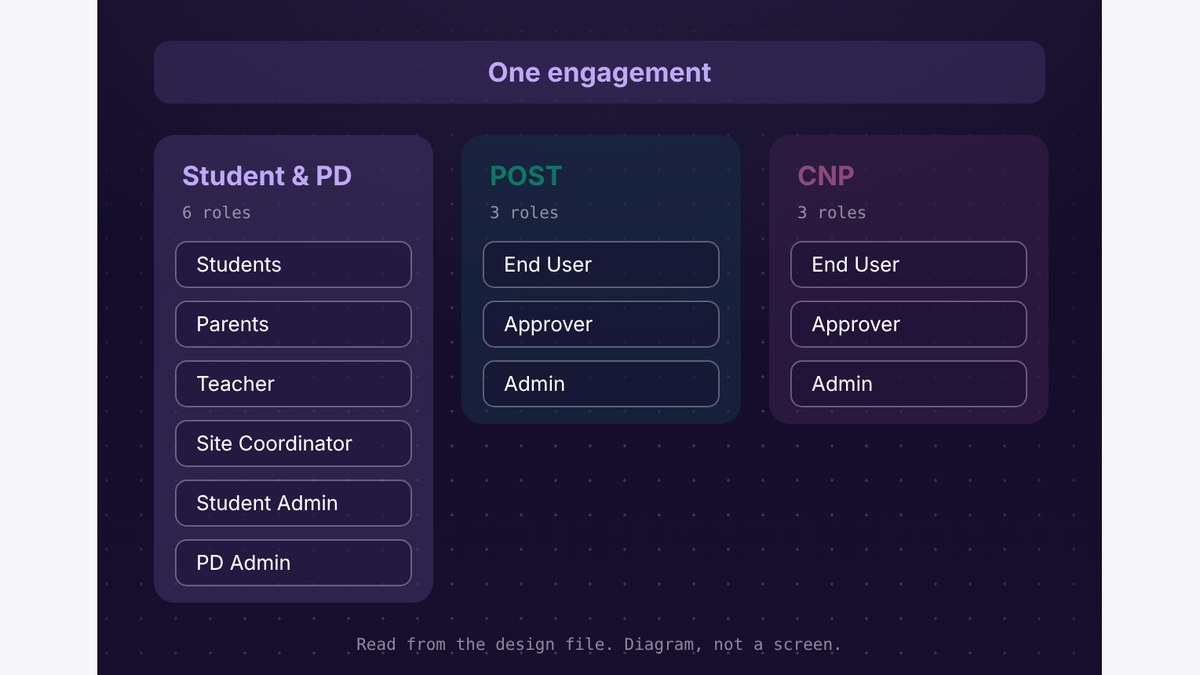 One engagement
Student & PD
6 roles
Students
Parents
Teacher
Site Coordinator
Student Admin
PD Admin
POST
3 roles
End User
Approver
Admin
CNP
3 roles
End User
Approver
Admin
Read from the design file. Diagram, not a screen.